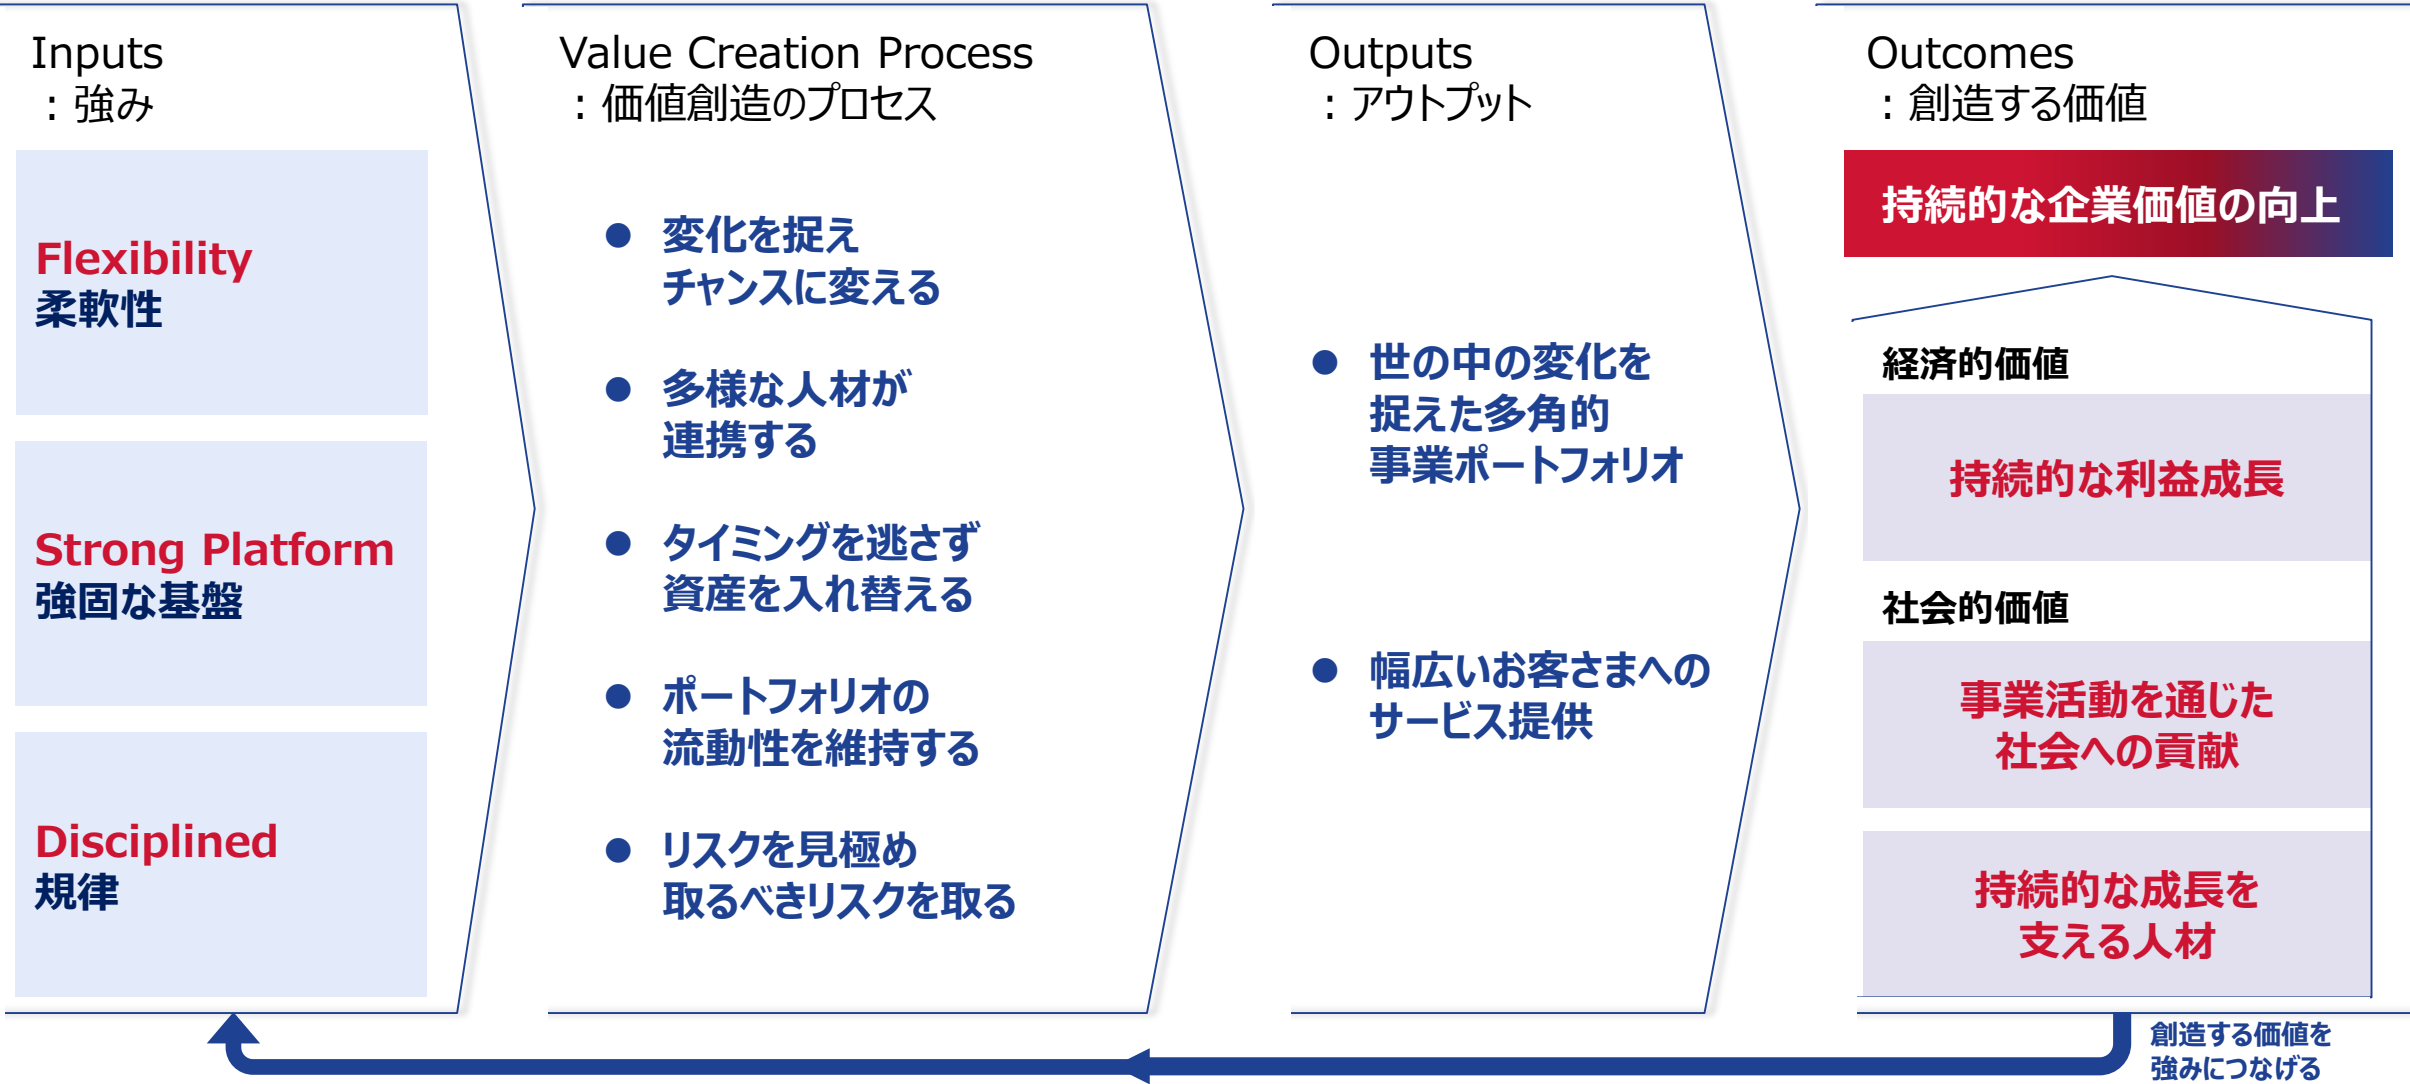 Inputs
：強み
Flexibility
柔軟性
Strong Platform
強固な基盤
Disciplined
規律
Value Creation Process
：価値創造のプロセス
● 変化を捉え
チャンスに変える
● 多様な人材が
連携する
● タイミングを逃さず
資産を入れ替える
● ポートフォリオの
流動性を維持する
● リスクを見極め
取るべきリスクを取る
Outputs
：アウトプット
● 世の中の変化を
捉えた多角的
事業ポートフォリオ
● 幅広いお客さまへの
サービス提供
Outcomes
：創造する価値
持続的な企業価値の向上
経済的価値
持続的な利益成長
社会的価値
事業活動を通じた
社会への貢献
持続的な成長を
支える人材
創造する価値を
強みにつなげる